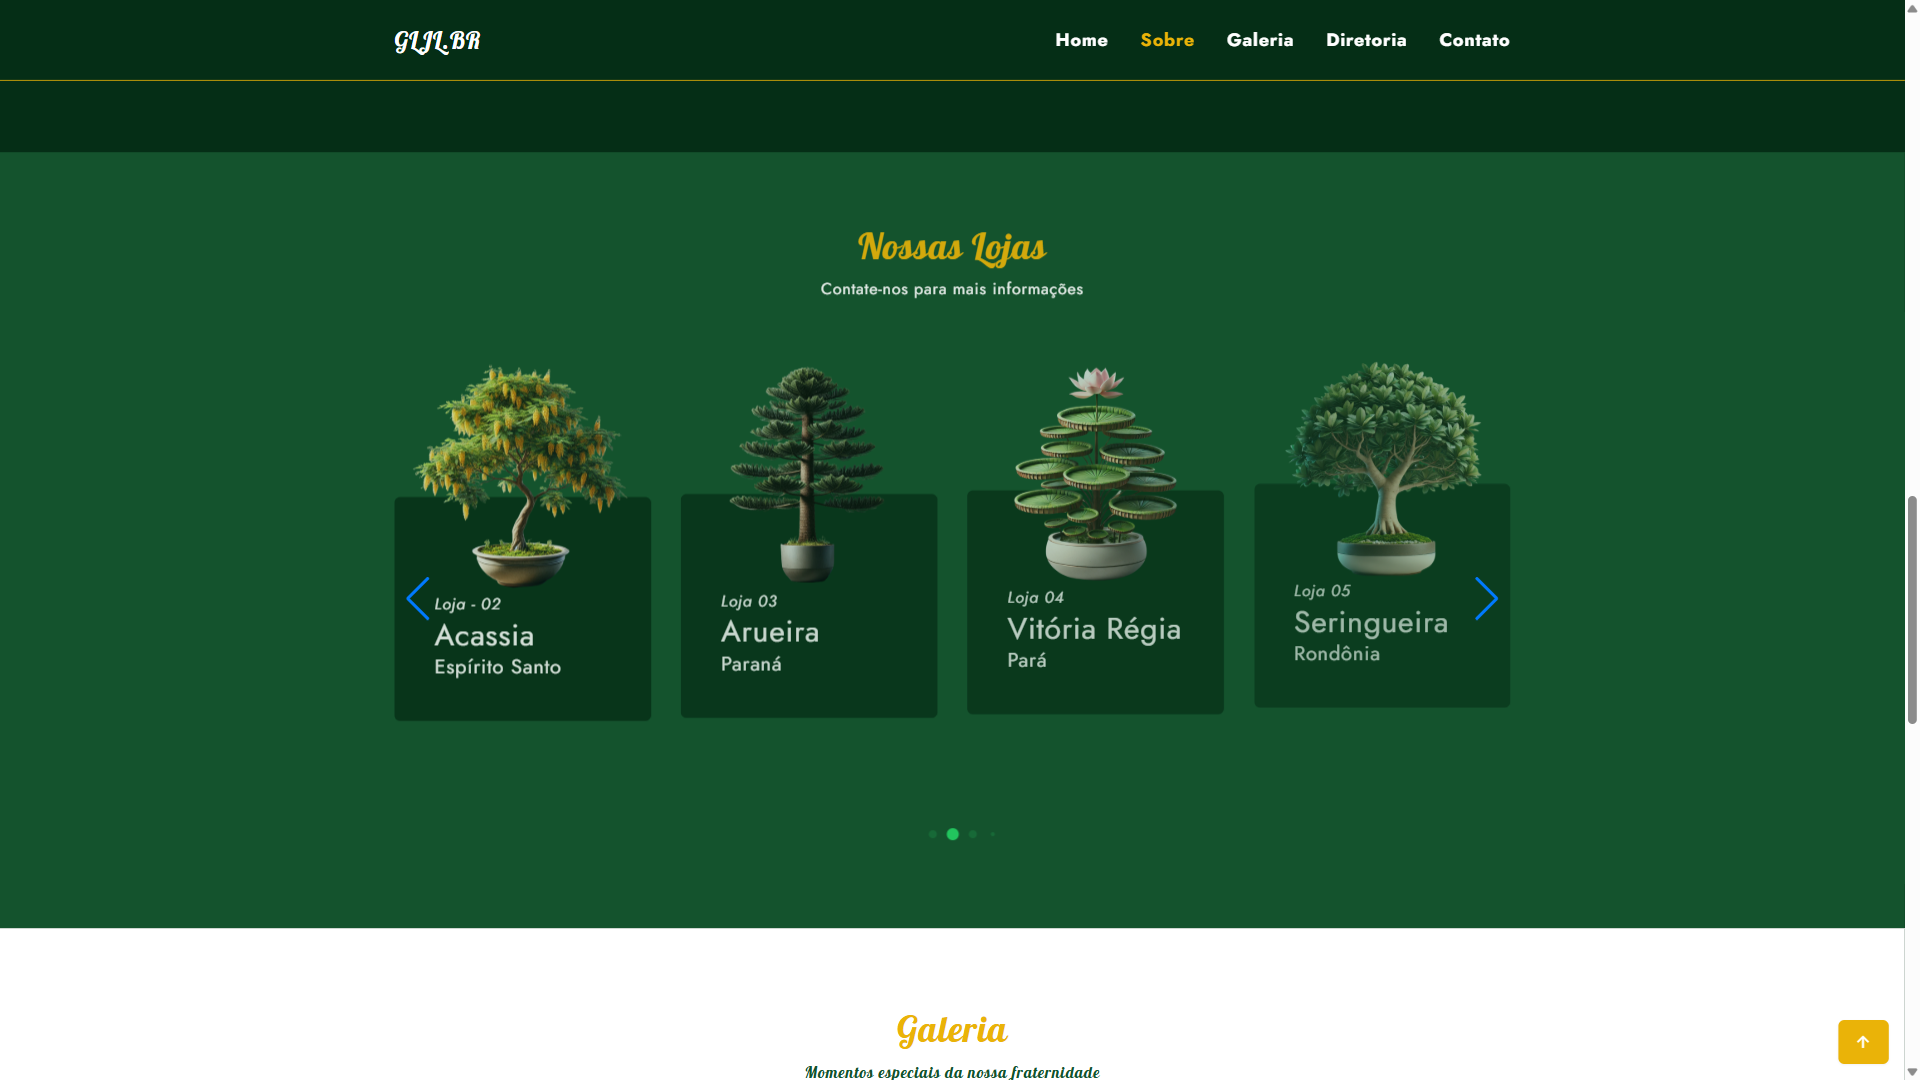 GLJL.BR
Home Sobre Galeria Diretoria Contato
Nossas Lojas
Contate-nos para mais informações
Loja - 02
Acassia
Espírito Santo
Loja 03
Arueira
Paraná
Loja 04
Vitória Régia
Pará
Loja 05
Seringueira
Rondônia
Galeria
Momentos especiais da nossa fraternidade